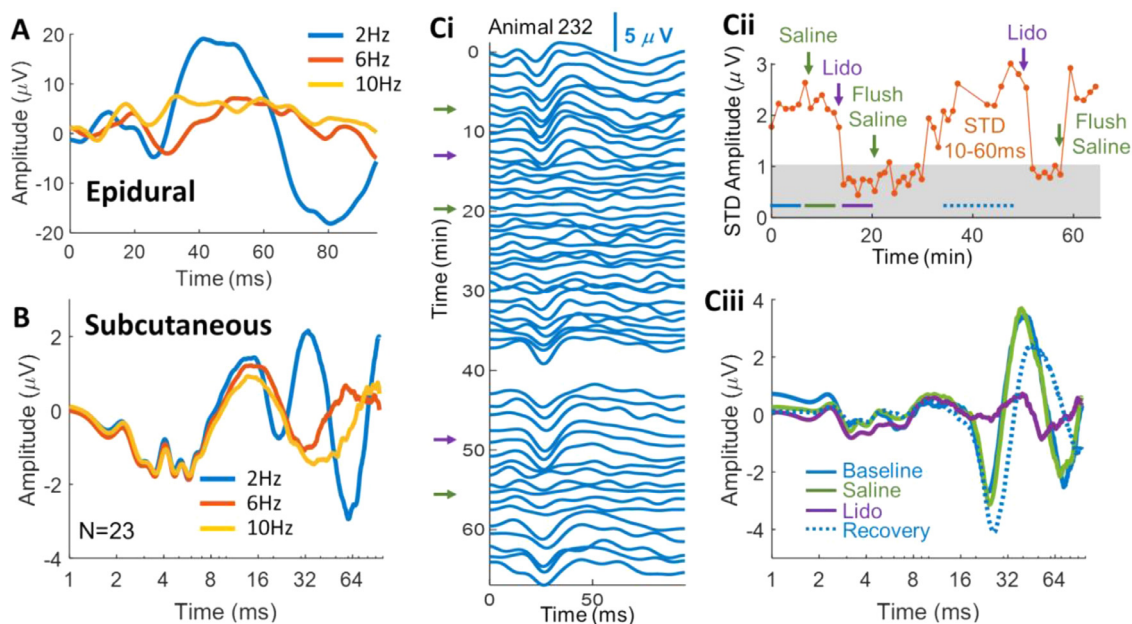 A
20
10
0
-10
-20
Amplitude (µV)
2Hz
6Hz
10Hz
Epidural
0 20 40 60 80
Time (ms)
B
Subcutaneous
2
0
-2
-4
Amplitude (µV)
2Hz
6Hz
10Hz
N=23
1 2 4 8 16 32 64
Time (ms)
Ci
Animal 232
5 µV
0
10
20
30
40
50
60
Time (min)
0 50
Time (ms)
Cii
Saline
Lido
Flush
Saline
Lido
Flush
Saline
STD
10-60ms
3
2
1
0
STD Amplitude (µV)
0 20 40 60
Time (min)
Ciii
4
2
0
-2
-4
Amplitude (µV)
Baseline
Saline
Lido
Recovery
1 2 4 8 16 32 64
Time (ms)